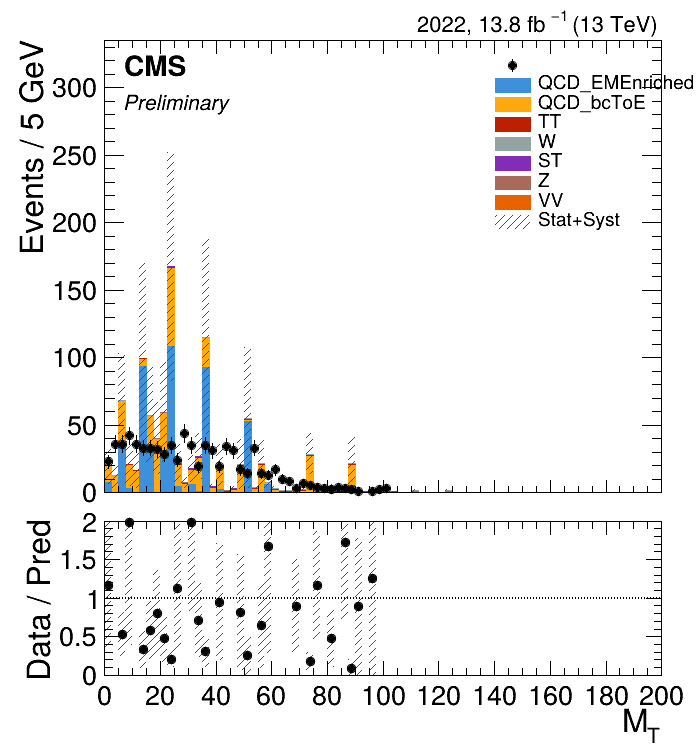 2022, 13.8 fb⁻¹ (13 TeV)
CMS
Preliminary
QCD_EMEnriched
QCD_bcToE
TT
W
ST
Z
VV
Stat+Syst
Events / 5 GeV
300
250
200
150
100
50
0
Data / Pred
2
1.5
1
0.5
0
0 20 40 60 80 100 120 140 160 180 200
M_T